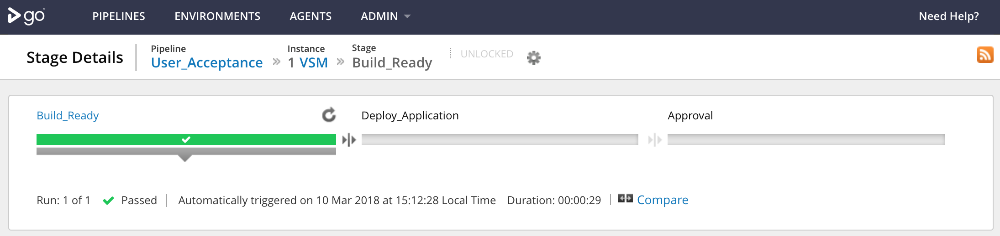 go PIPELINES ENVIRONMENTS AGENTS ADMIN Need Help?
Stage Details
Pipeline Instance Stage
User_Acceptance » 1 VSM » Build_Ready UNLOCKED
Build_Ready Deploy_Application Approval
Run: 1 of 1 Passed Automatically triggered on 10 Mar 2018 at 15:12:28 Local Time Duration: 00:00:29 Compare